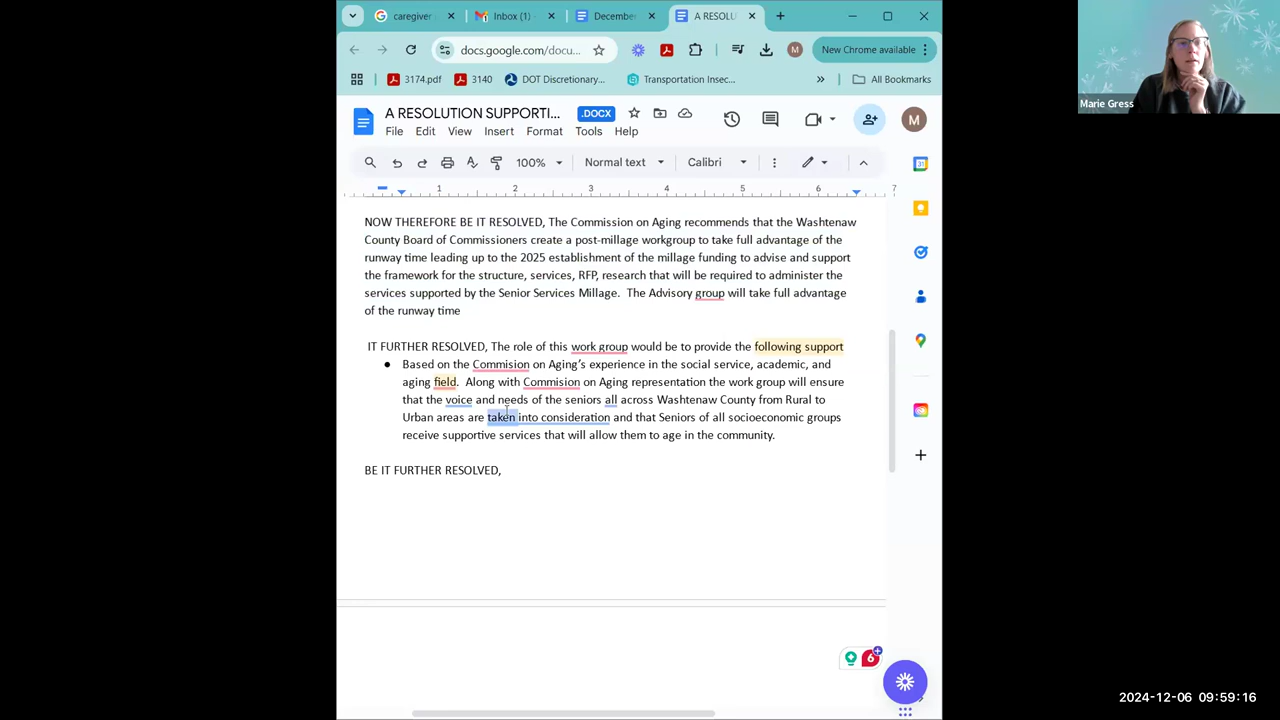 caregiver
Inbox (1)
December
A RESOLU
docs.google.com/docu...
New Chrome available
3174.pdf
3140
DOT Discretionary...
Transportation Insec...
All Bookmarks
A RESOLUTION SUPPORTI...
.DOCX
File Edit View Insert Format Tools Help
M
100%
Normal text
Calibri
1 2 3 4 5 6 7
NOW THEREFORE BE IT RESOLVED, The Commission on Aging recommends that the Washtenaw
County Board of Commissioners create a post-millage workgroup to take full advantage of the
runway time leading up to the 2025 establishment of the millage funding to advise and support
the framework for the structure, services, RFP, research that will be required to administer the
services supported by the Senior Services Millage. The Advisory group will take full advantage
of the runway time
IT FURTHER RESOLVED, The role of this work group would be to provide the following support
● Based on the Commision on Aging's experience in the social service, academic, and
aging field. Along with Commision on Aging representation the work group will ensure
that the voice and needs of the seniors all across Washtenaw County from Rural to
Urban areas are taken into consideration and that Seniors of all socioeconomic groups
receive supportive services that will allow them to age in the community.
BE IT FURTHER RESOLVED,
6
Marie Gress
2024-12-06 09:59:16